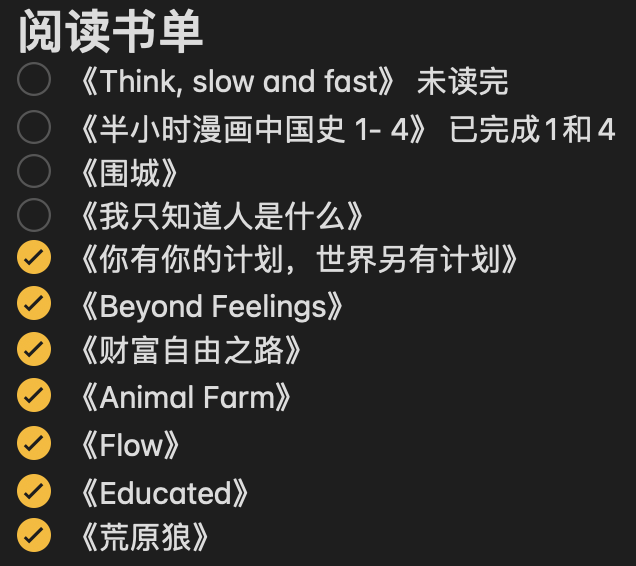 阅读书单
《Think, slow and fast》 未读完
《半小时漫画中国史 1- 4》 已完成1和4
《围城》
《我只知道人是什么》
《你有你的计划，世界另有计划》
《Beyond Feelings》
《财富自由之路》
《Animal Farm》
《Flow》
《Educated》
《荒原狼》